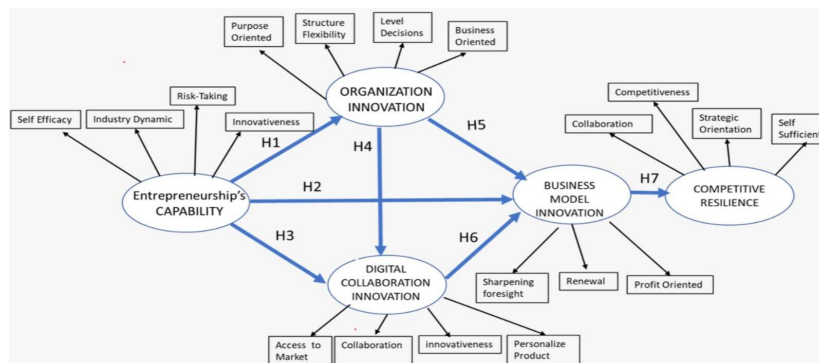 Purpose
Oriented
Structure
Flexibility
Level
Decisions
Business
Oriented
ORGANIZATION
INNOVATION
Self Efficacy
Industry Dynamic
Risk-Taking
Innovativeness
Entrepreneurship's
CAPABILITY
H1
H2
H3
H4
H5
H6
H7
DIGITAL
COLLABORATION
INNOVATION
Access to
Market
Collaboration
innovativeness
Personalize
Product
BUSINESS
MODEL
INNOVATION
Sharpening
foresight
Renewal
Profit Oriented
Collaboration
Competitiveness
Strategic
Orientation
Self
Sufficient
COMPETITIVE
RESILIENCE